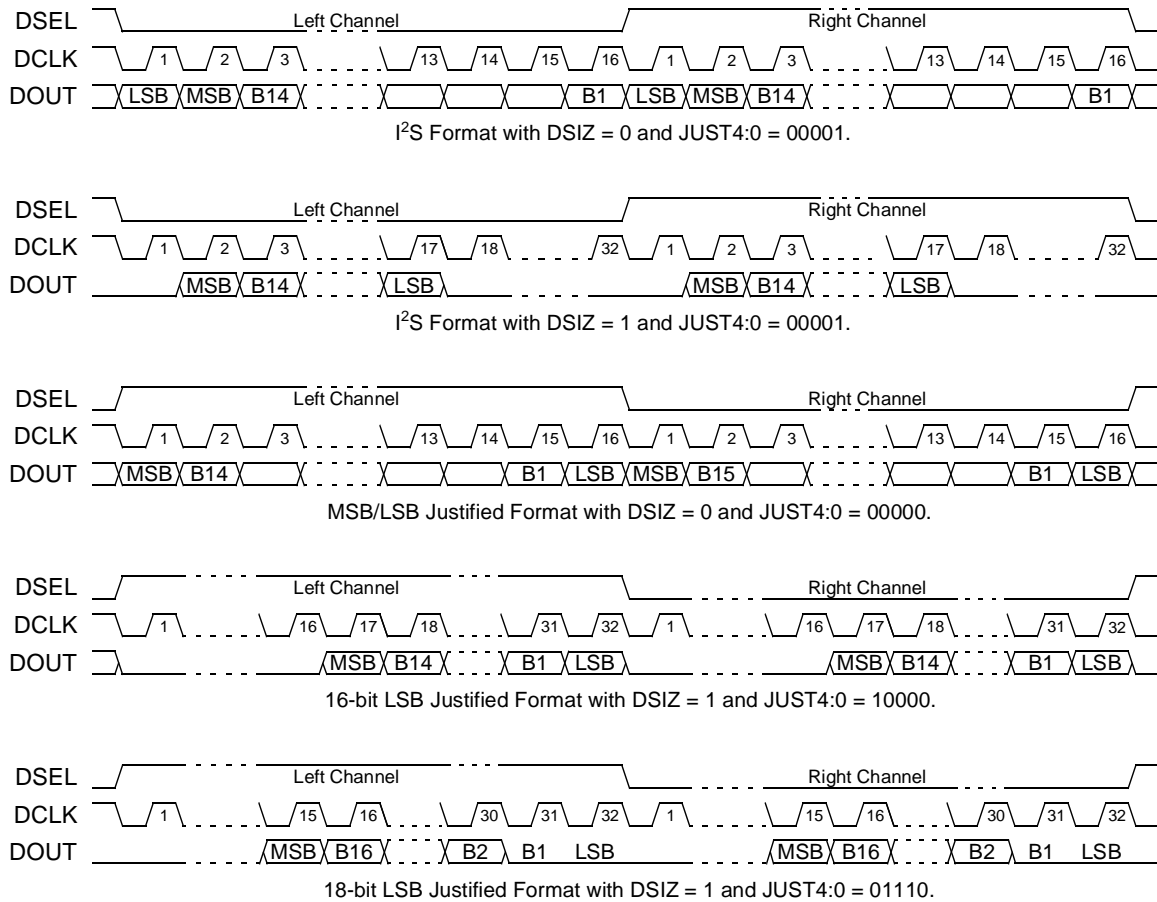 DSEL Left Channel Right Channel
DCLK 1 2 3 13 14 15 16 1 2 3 13 14 15 16
DOUT LSB MSB B14 B1 LSB MSB B14 B1
I²S Format with DSIZ = 0 and JUST4:0 = 00001.
DSEL Left Channel Right Channel
DCLK 1 2 3 17 18 32 1 2 3 17 18 32
DOUT MSB B14 LSB MSB B14 LSB
I²S Format with DSIZ = 1 and JUST4:0 = 00001.
DSEL Left Channel Right Channel
DCLK 1 2 3 13 14 15 16 1 2 3 13 14 15 16
DOUT MSB B14 B1 LSB MSB B15 B1 LSB
MSB/LSB Justified Format with DSIZ = 0 and JUST4:0 = 00000.
DSEL Left Channel Right Channel
DCLK 1 16 17 18 31 32 1 16 17 18 31 32
DOUT MSB B14 B1 LSB MSB B14 B1 LSB
16-bit LSB Justified Format with DSIZ = 1 and JUST4:0 = 10000.
DSEL Left Channel Right Channel
DCLK 1 15 16 30 31 32 1 15 16 30 31 32
DOUT MSB B16 B2 B1 LSB MSB B16 B2 B1 LSB
18-bit LSB Justified Format with DSIZ = 1 and JUST4:0 = 01110.